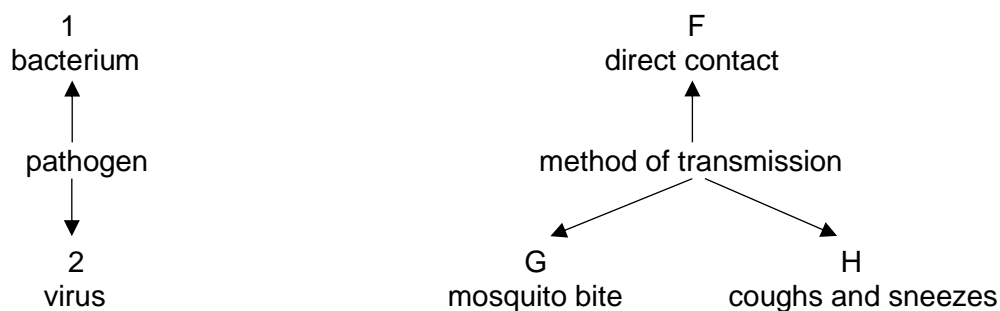 1
bacterium
pathogen
2
virus
F
direct contact
method of transmission
G
mosquito bite
H
coughs and sneezes